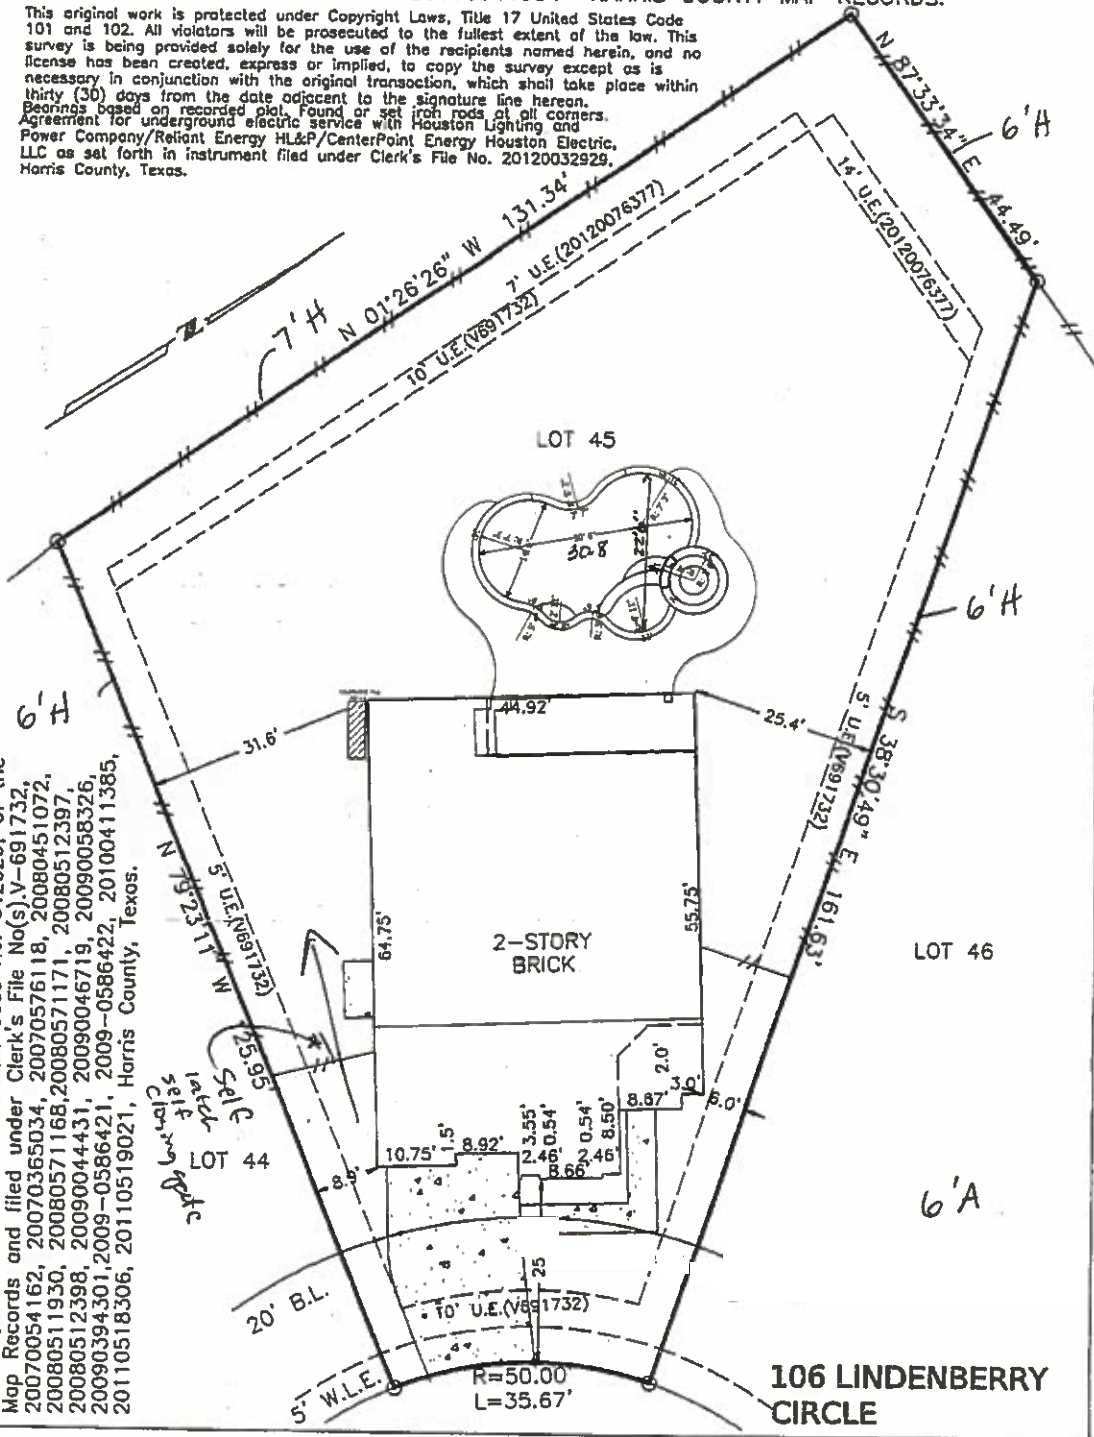 HARRIS COUNTY MAP RECORDS.
This original work is protected under Copyright Laws, Title 17 United States Code
101 and 102. All violators will be prosecuted to the fullest extent of the law. This
survey is being provided solely for the use of the recipients named herein, and no
license has been created, express or implied, to copy the survey except as is
necessary in conjunction with the original transaction, which shall take place within
thirty (30) days from the date adjacent to the signature line hereon.
Bearings based on recorded plat. Found or set iron rods at all corners.
Agreement for underground electric service with Houston Lighting and
Power Company/Reliant Energy HL&P/CenterPoint Energy Houston Electric,
LLC as set forth in instrument filed under Clerk's File No. 20120032929,
Harris County, Texas.
N 87°33'34" E 44.49'
6'H
14' U.E.(20120076377)
N 01°26'26" W 131.34'
7' U.E.(20120076377)
10' U.E.(V691732)
7'H
LOT 45
30.8
6'H
6'H
44.92'
31.6'
25.4'
5' U.E.(V691732)
S 38°30'49" E 161.63'
N 79°23'11" W 125.95'
5' U.E.(V691732)
64.75'
55.75'
2-STORY
BRICK
LOT 46
self
latch
self
closing gate
LOT 44
2.0'
3.0'
8.87'
6.0'
10.75'
1.5'
8.92'
3.55'
0.54'
2.46'
0.54'
2.46'
8.50'
8.66'
8.9'
6'A
25
20' B.L.
10' U.E.(V691732)
5' W.L.E.
R=50.00'
L=35.67'
106 LINDENBERRY
CIRCLE
Map Records and filed under Clerk's File No(s).V-691732,
20070054162, 20070365034, 20070576118, 20080451072,
20080511930, 20080571168,20080571171, 20080512397,
20080512398, 20090044431, 20090046719, 20090058326,
20090394301,2009-0586421, 2009-0586422, 20100411385,
20110518306, 20110519021, Harris County, Texas.